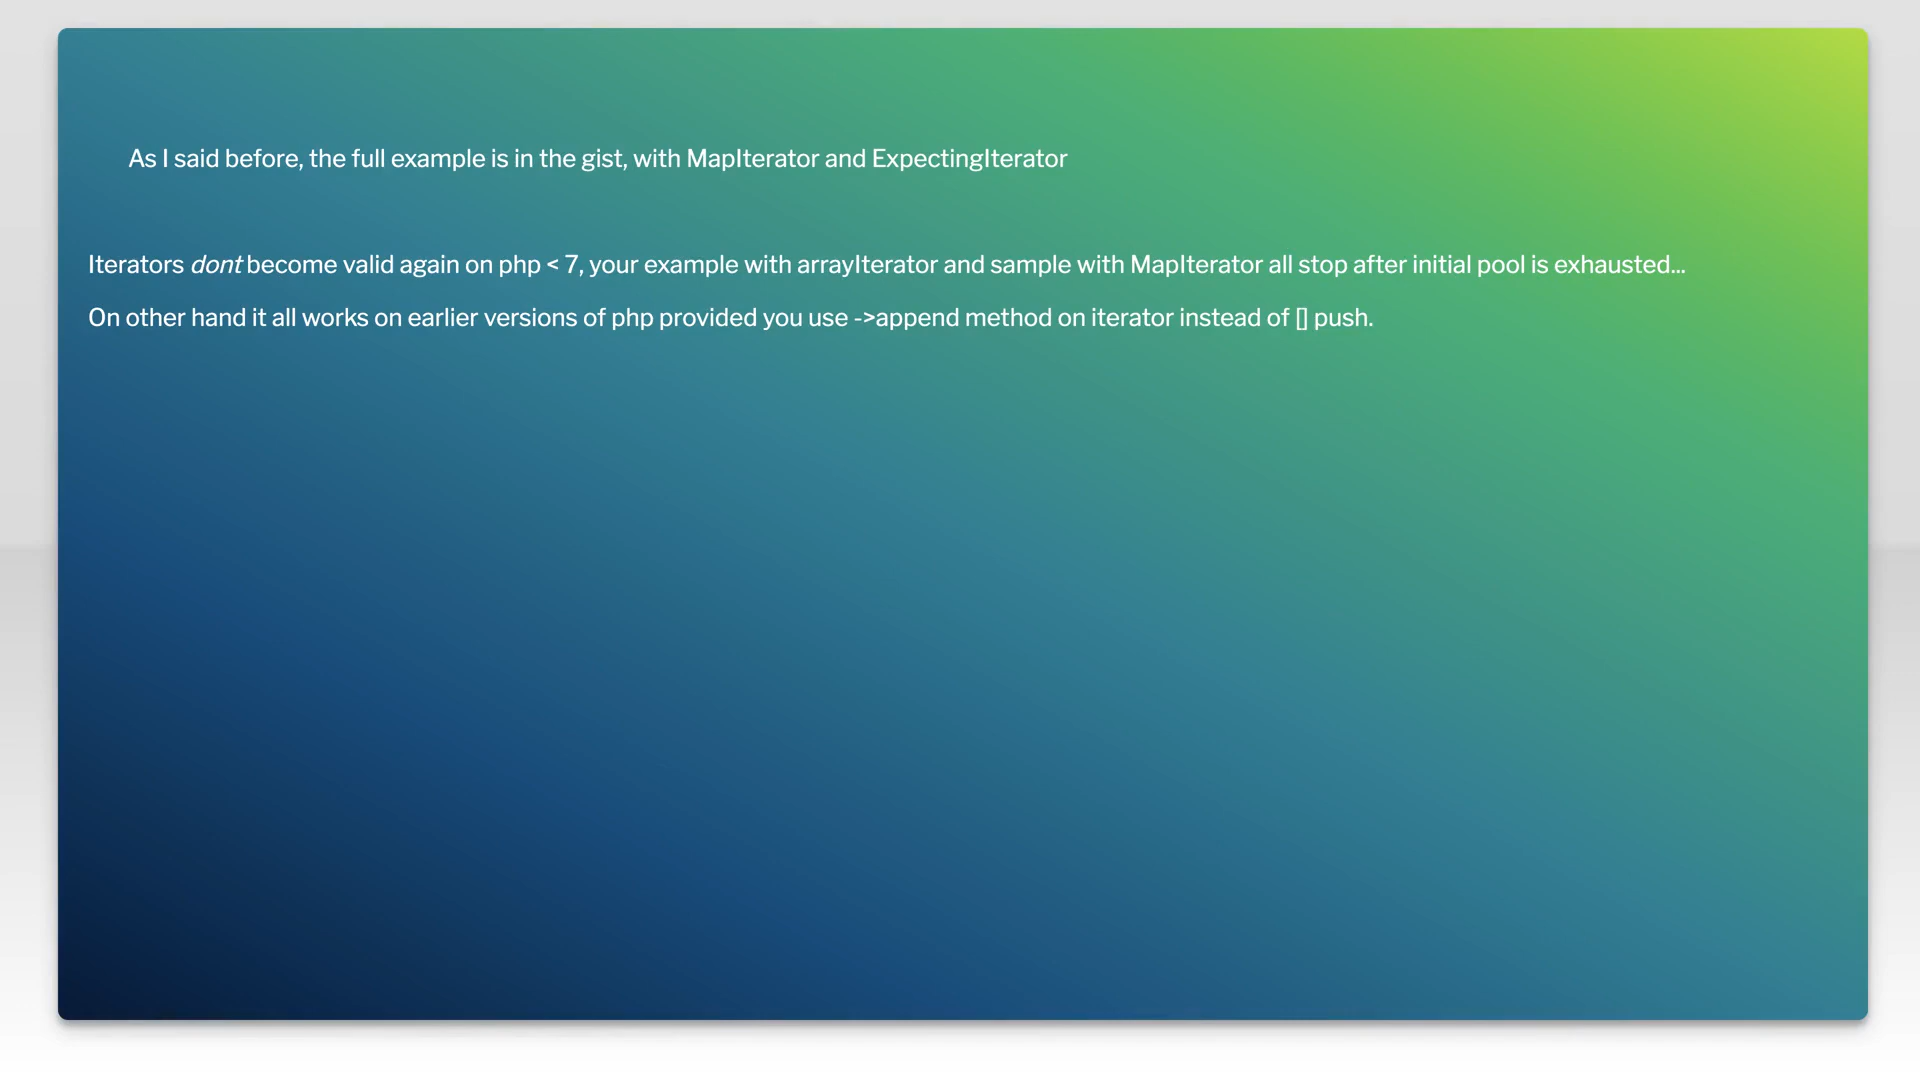 As I said before, the full example is in the gist, with MapIterator and ExpectingIterator
Iterators dont become valid again on php < 7, your example with arrayIterator and sample with MapIterator all stop after initial pool is exhausted...
On other hand it all works on earlier versions of php provided you use ->append method on iterator instead of [] push.